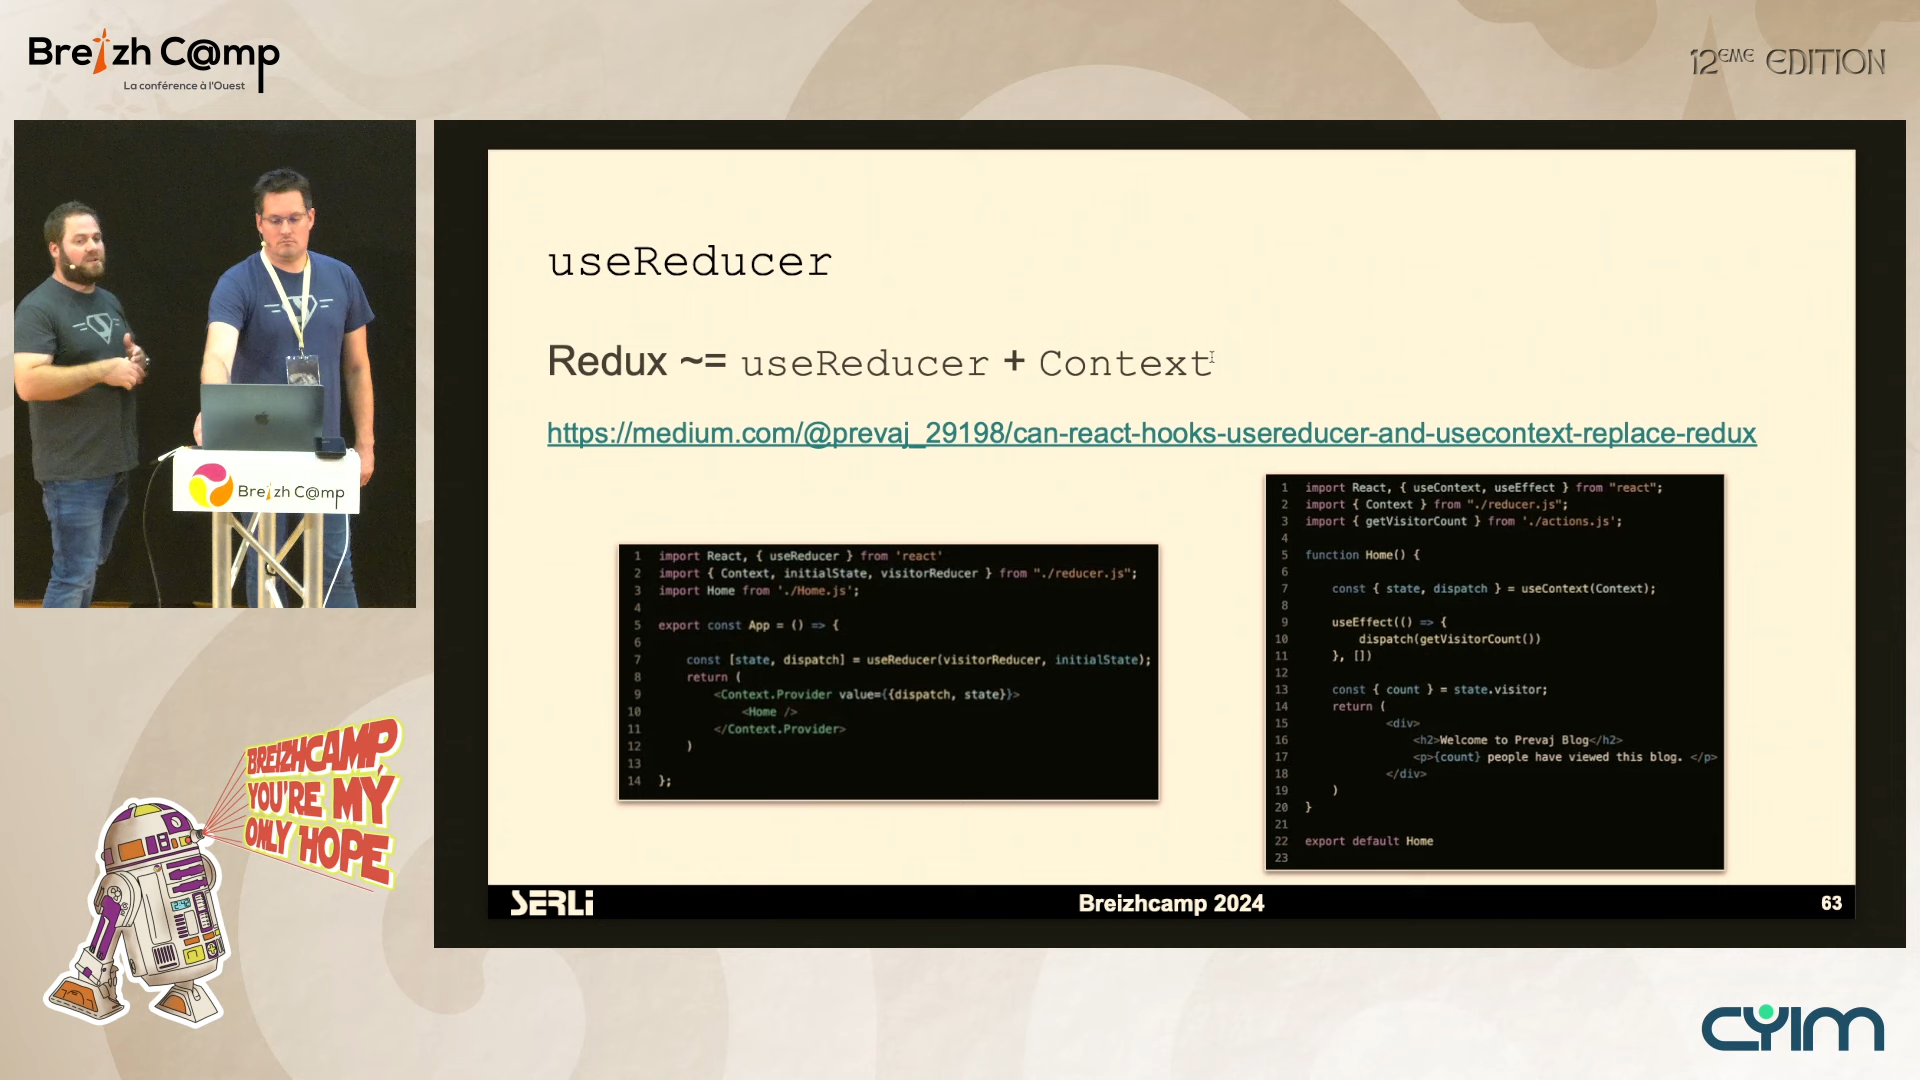 Breizh C@mp
La conférence à l'Ouest
12EME EDITION
Breizh C@mp
BREIZHCAMP,
YOU'RE MY
ONLY HOPE
useReducer
Redux ~= useReducer + Context
https://medium.com/@prevaj_29198/can-react-hooks-usereducer-and-usecontext-replace-redux
1 import React, { useReducer } from 'react'
2 import { Context, initialState, visitorReducer } from "./reducer.js";
3 import Home from './Home.js';
4
5 export const App = () => {
6
7 const [state, dispatch] = useReducer(visitorReducer, initialState);
8 return (
9 <Context.Provider value={{dispatch, state}}>
10 <Home />
11 </Context.Provider>
12 )
13
14 };
1 import React, { useContext, useEffect } from "react";
2 import { Context } from "./reducer.js";
3 import { getVisitorCount } from './actions.js';
4
5 function Home() {
6
7 const { state, dispatch } = useContext(Context);
8
9 useEffect(() => {
10 dispatch(getVisitorCount())
11 }, [])
12
13 const { count } = state.visitor;
14 return (
15 <div>
16 <h2>Welcome to Prevaj Blog</h2>
17 <p>{count} people have viewed this blog. </p>
18 </div>
19 )
20 }
21
22 export default Home
23
SERLI
Breizhcamp 2024
63
CYIM